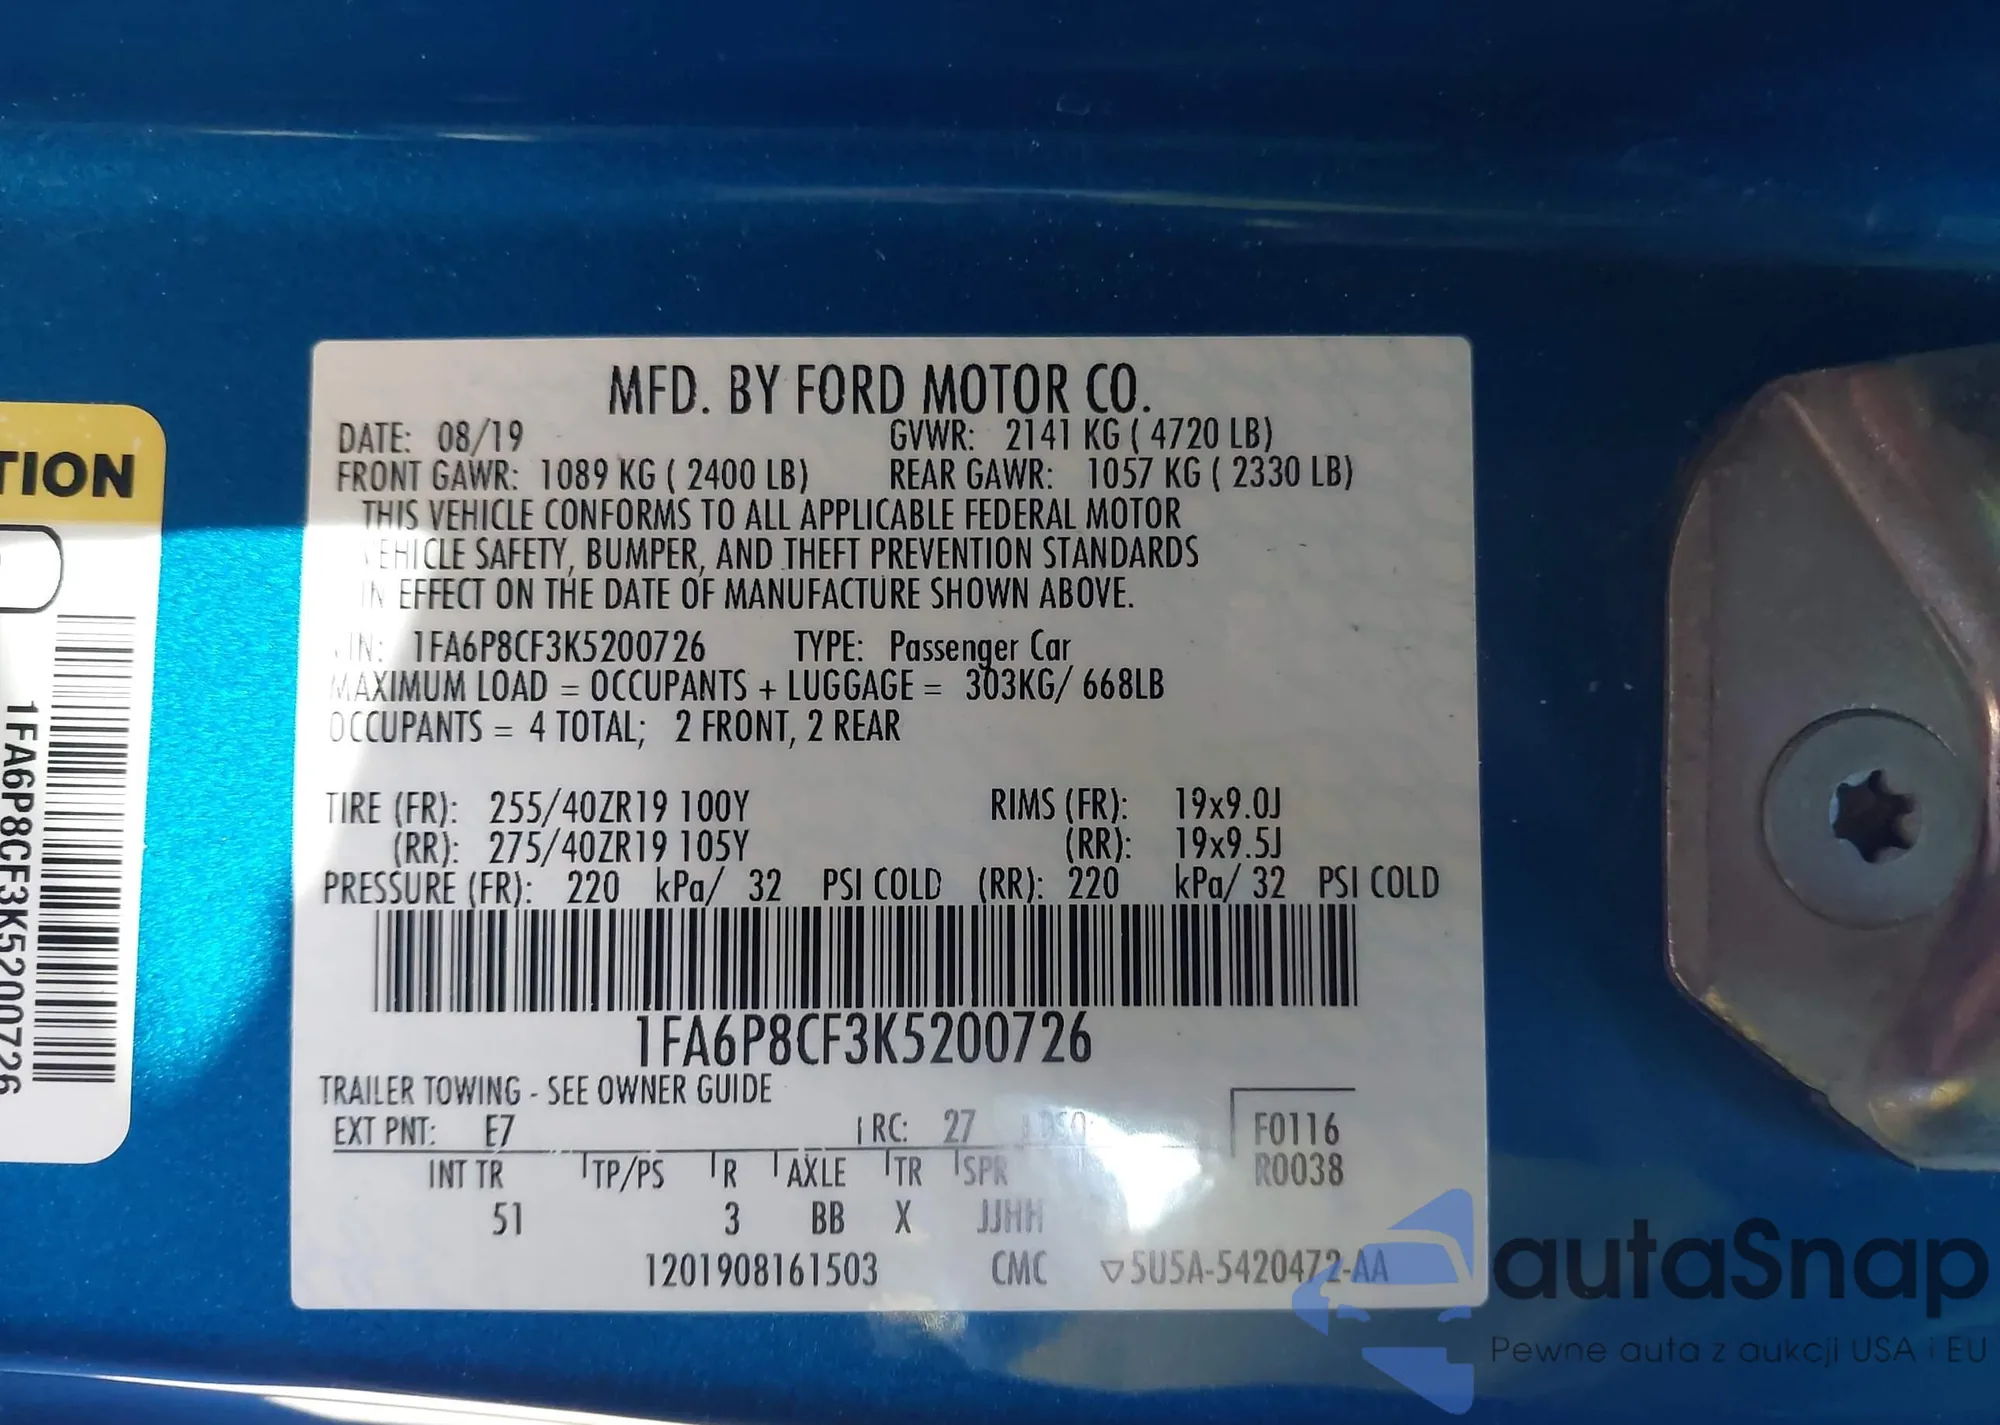 MFD. BY FORD MOTOR CO.
DATE: 08/19 GVWR: 2141 KG ( 4720 LB)
FRONT GAWR: 1089 KG ( 2400 LB) REAR GAWR: 1057 KG ( 2330 LB)
THIS VEHICLE CONFORMS TO ALL APPLICABLE FEDERAL MOTOR
VEHICLE SAFETY, BUMPER, AND THEFT PREVENTION STANDARDS
IN EFFECT ON THE DATE OF MANUFACTURE SHOWN ABOVE.
VIN: 1FA6P8CF3K5200726 TYPE: Passenger Car
MAXIMUM LOAD = OCCUPANTS + LUGGAGE = 303KG/ 668LB
OCCUPANTS = 4 TOTAL; 2 FRONT, 2 REAR
TIRE (FR): 255/40ZR19 100Y RIMS (FR): 19x9.0J
(RR): 275/40ZR19 105Y (RR): 19x9.5J
PRESSURE (FR): 220 kPa/ 32 PSI COLD (RR): 220 kPa/ 32 PSI COLD
1FA6P8CF3K5200726
TRAILER TOWING - SEE OWNER GUIDE
EXT PNT: E7 RC: 27 DSO: F0116
INT TR TP/PS R AXLE TR SPR R0038
51 3 BB X JJHH
1201908161503 CMC ▽5U5A-5420472-AA
TION
1FA6P8CF3K5200726
autaSnap
Pewne auta z aukcji USA i EU